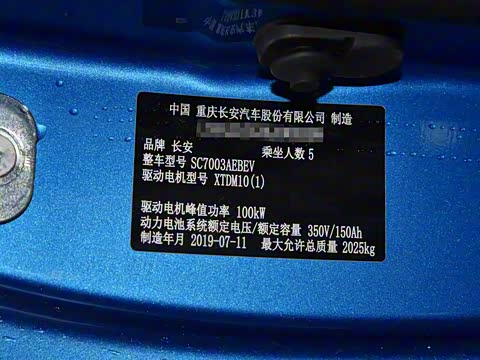 中国 重庆长安汽车股份有限公司 制造
品牌 长安 乘坐人数 5
整车型号 SC7003AEBEV
驱动电机型号 XTDM10(1)
驱动电机峰值功率 100kW
动力电池系统额定电压/额定容量 350V/150Ah
制造年月 2019-07-11 最大允许总质量 2025kg